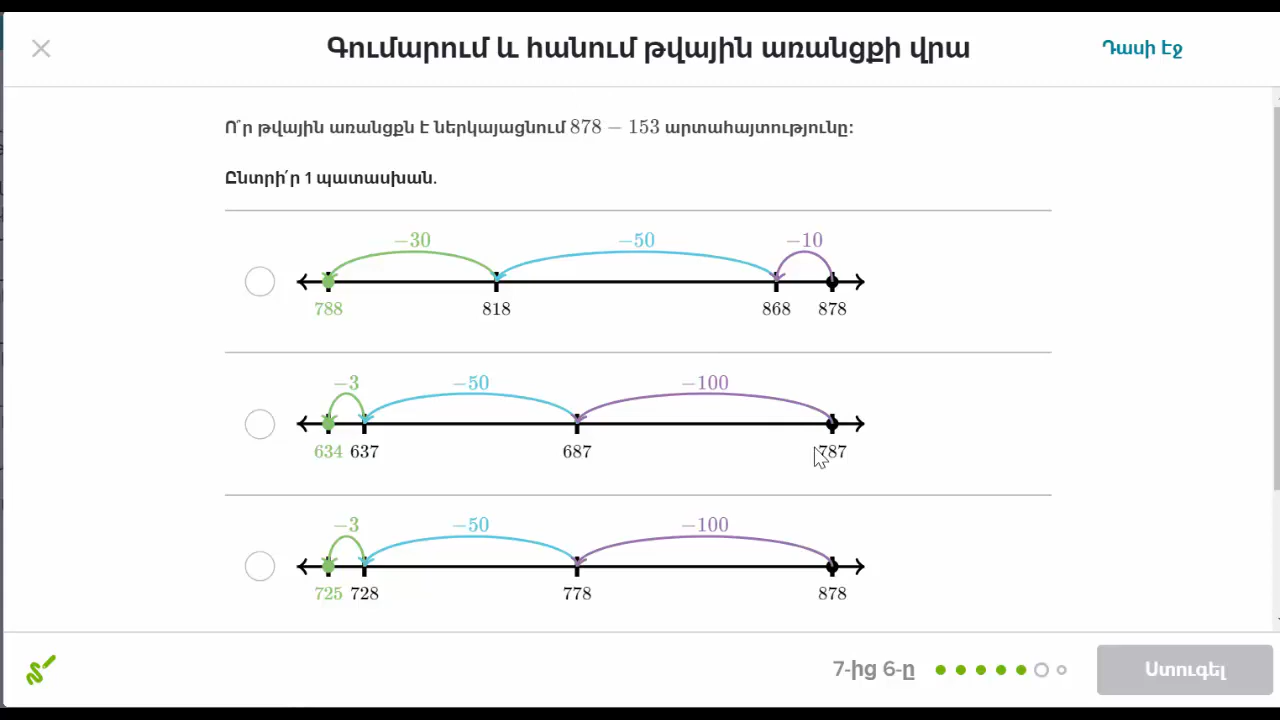 Գումարում և հանում թվային առանցքի վրա
Դասի էջ
Ո՞ր թվային առանցքն է ներկայացնում 878 − 153 արտահայտությունը:
Ընտրի՛ր 1 պատասխան.
−30 −50 −10
788 818 868 878
−3 −50 −100
634 637 687 787
−3 −50 −100
725 728 778 878
7-ից 6-ը
Ստուգել